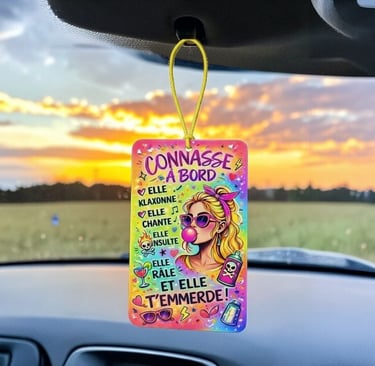 CONNASSE
À BORD
ELLE
KLAXONNE
ELLE
CHANTE
ELLE
INSULTE
ELLE
RÂLE
ET ELLE
T'EMMERDE!